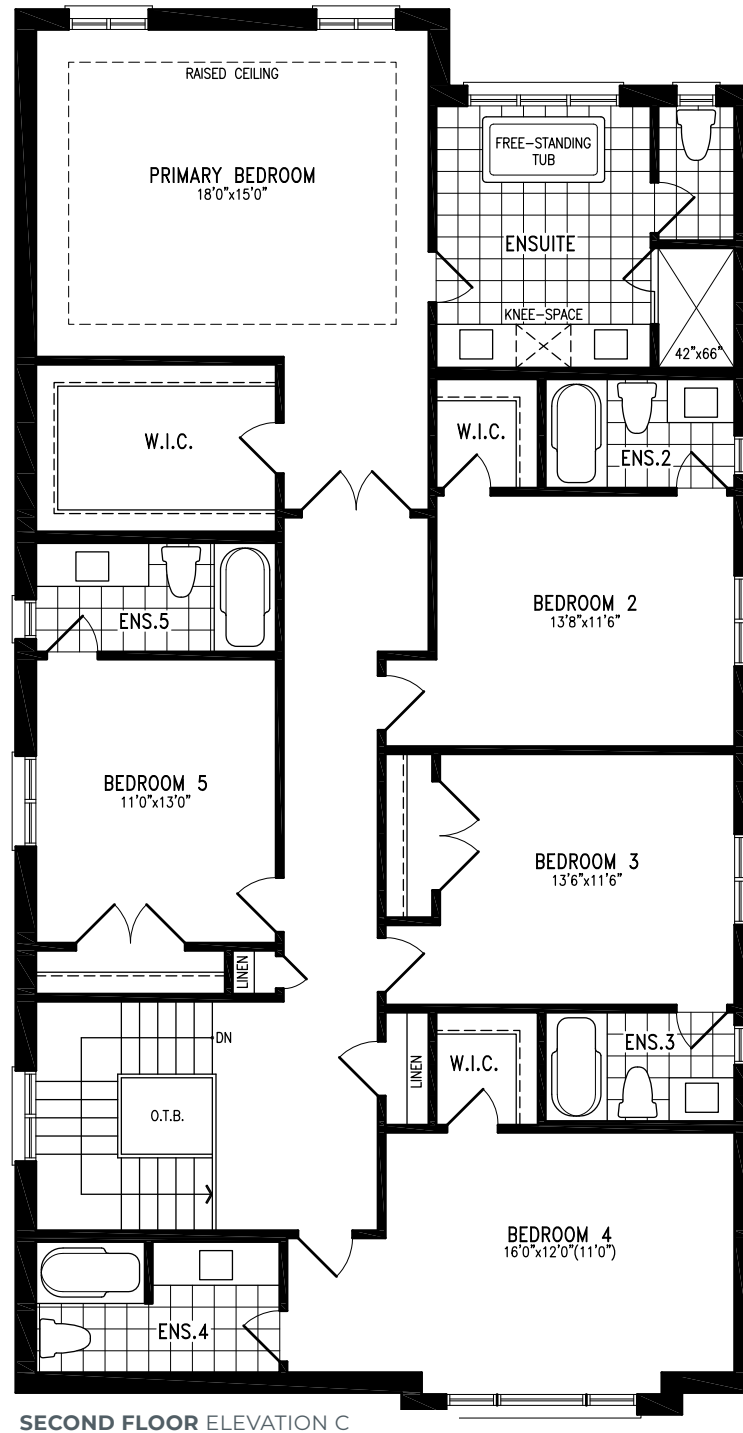 RAISED CEILING
PRIMARY BEDROOM
18'0"x15'0"
FREE-STANDING
TUB
ENSUITE
KNEE-SPACE
42"x66"
W.I.C.
W.I.C.
ENS.2
ENS.5
BEDROOM 2
13'8"x11'6"
BEDROOM 5
11'0"x13'0"
BEDROOM 3
13'6"x11'6"
LINEN
DN
O.T.B.
LINEN
W.I.C.
ENS.3
BEDROOM 4
16'0"x12'0"(11'0")
ENS.4
SECOND FLOOR ELEVATION C